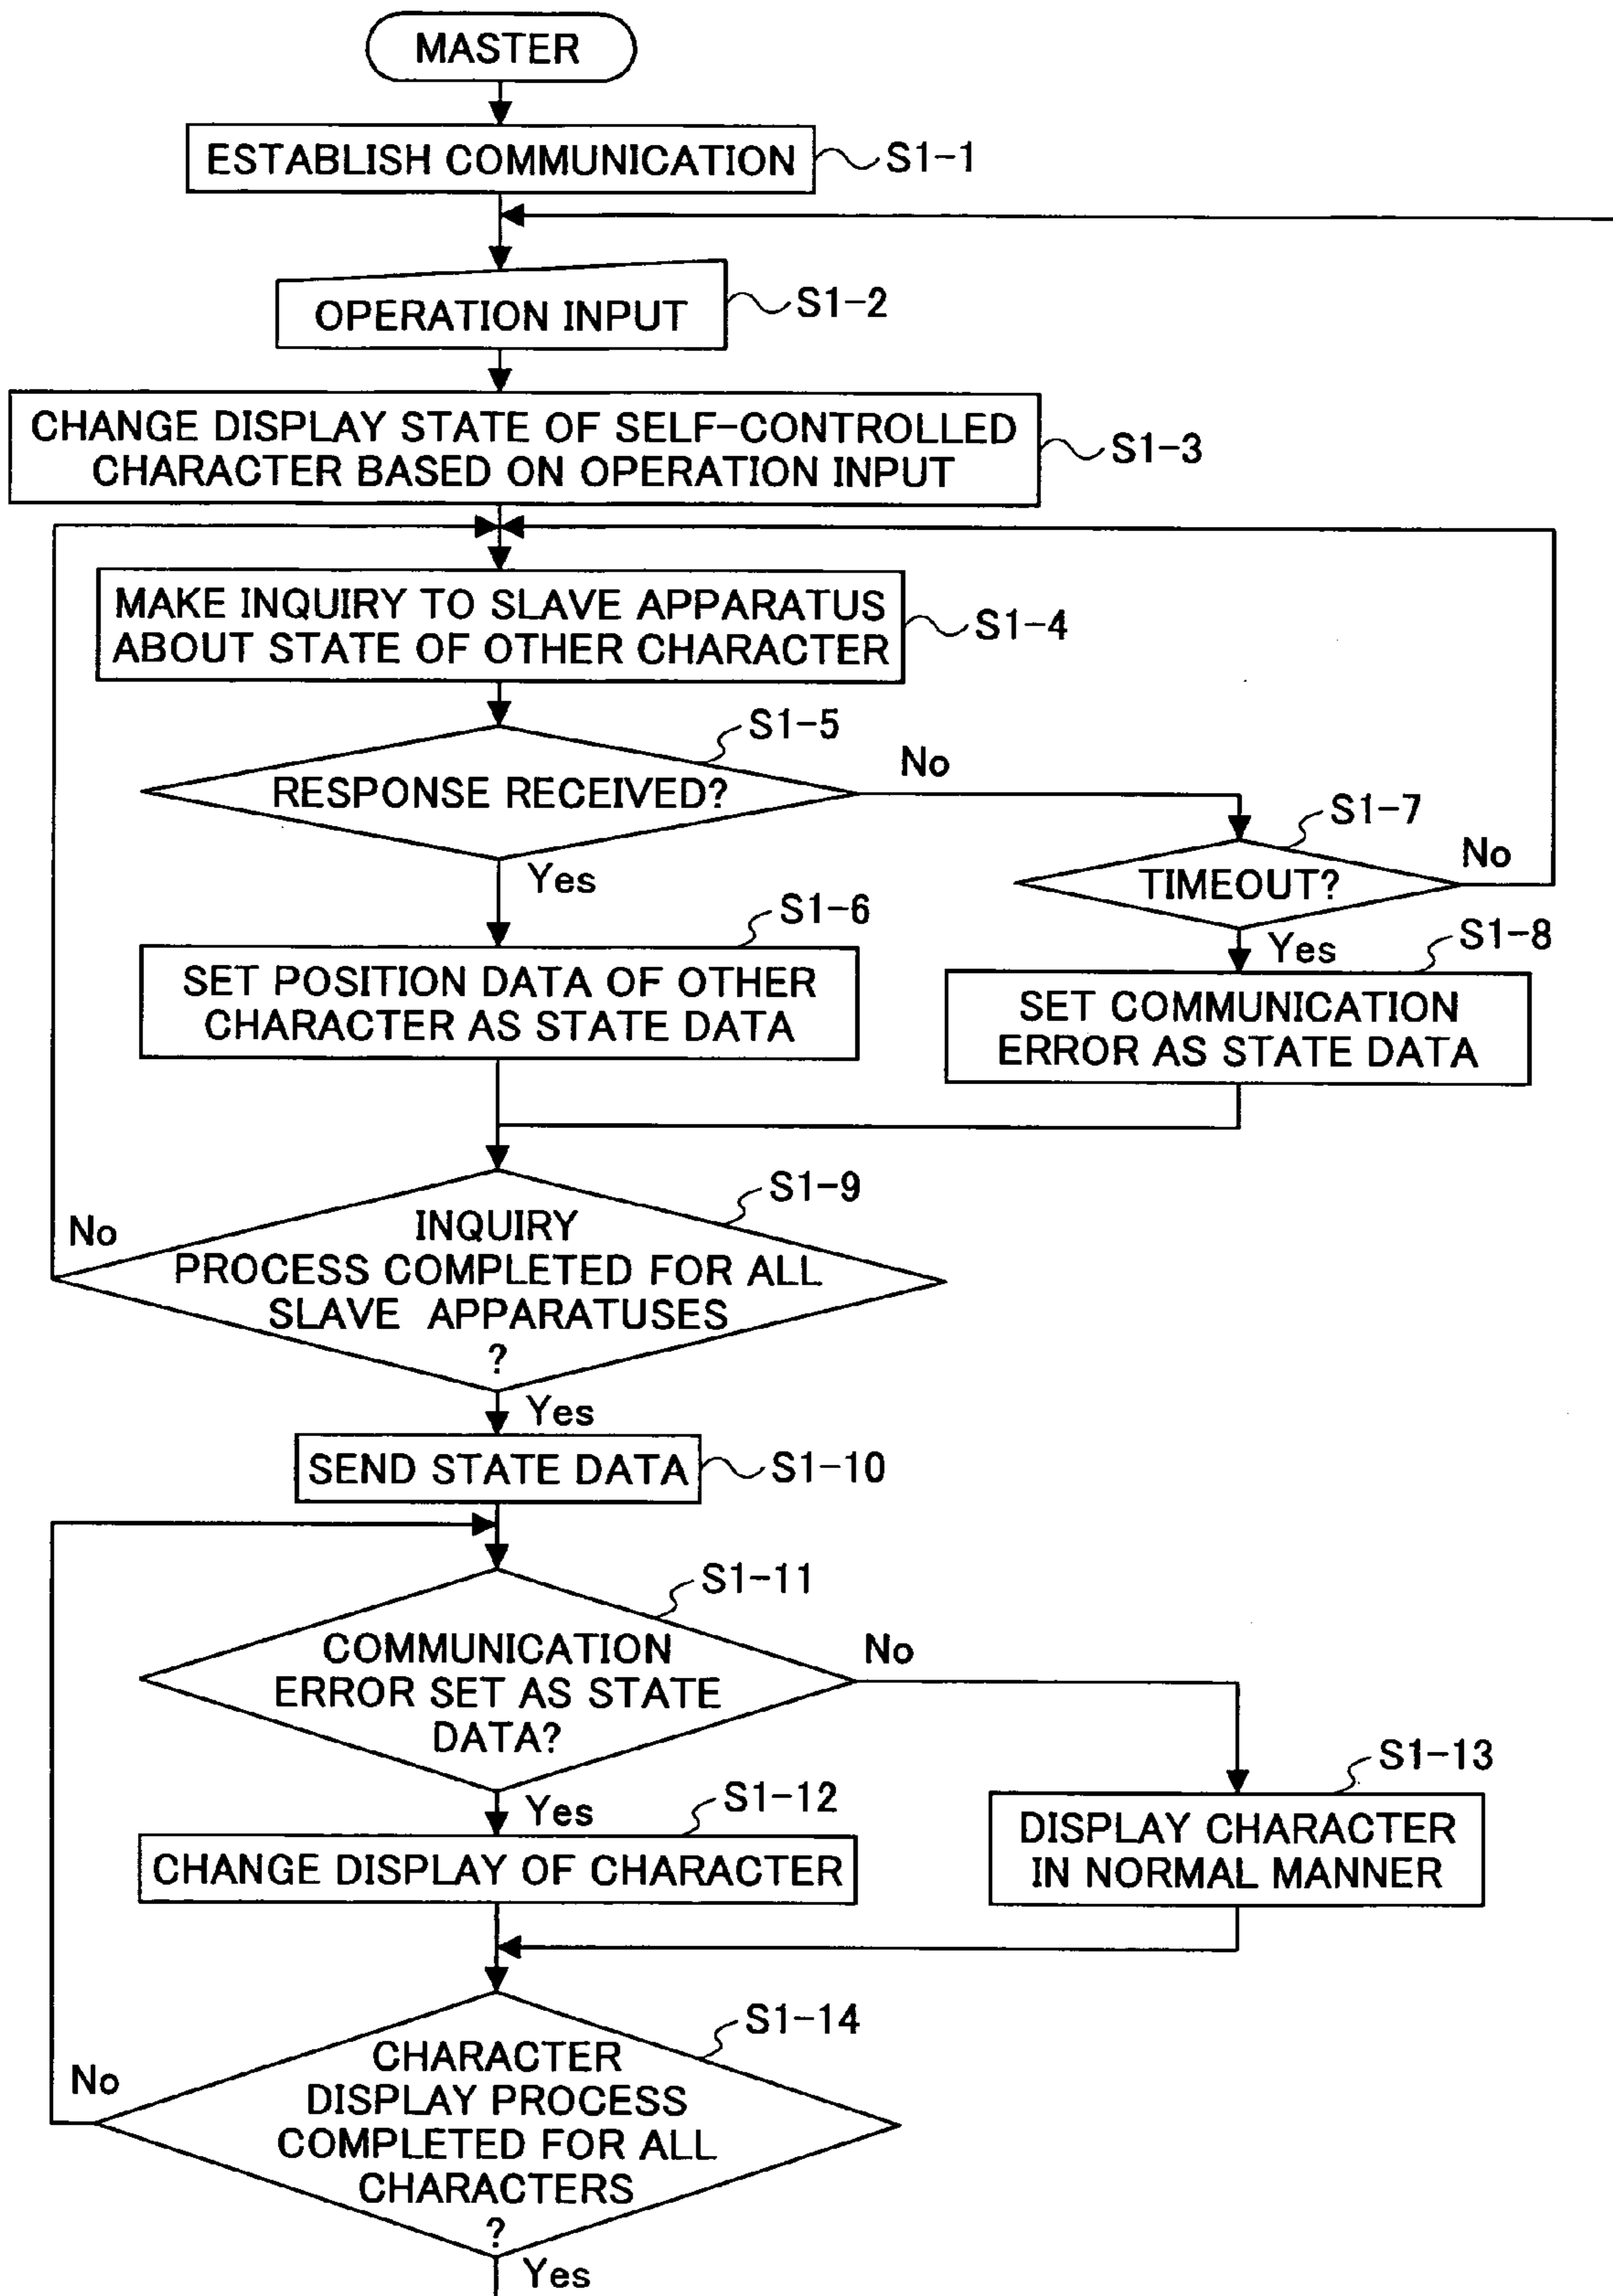 MASTER
ESTABLISH COMMUNICATION
S1-1
OPERATION INPUT
S1-2
CHANGE DISPLAY STATE OF SELF-CONTROLLED
CHARACTER BASED ON OPERATION INPUT
S1-3
MAKE INQUIRY TO SLAVE APPARATUS
ABOUT STATE OF OTHER CHARACTER
S1-4
S1-5
RESPONSE RECEIVED?
No
Yes
S1-7
TIMEOUT?
No
Yes
S1-6
SET POSITION DATA OF OTHER
CHARACTER AS STATE DATA
S1-8
SET COMMUNICATION
ERROR AS STATE DATA
S1-9
No
INQUIRY
PROCESS COMPLETED FOR ALL
SLAVE APPARATUSES
?
Yes
SEND STATE DATA
S1-10
S1-11
COMMUNICATION
ERROR SET AS STATE
DATA?
No
Yes
S1-12
CHANGE DISPLAY OF CHARACTER
S1-13
DISPLAY CHARACTER
IN NORMAL MANNER
S1-14
No
CHARACTER
DISPLAY PROCESS
COMPLETED FOR ALL
CHARACTERS
?
Yes